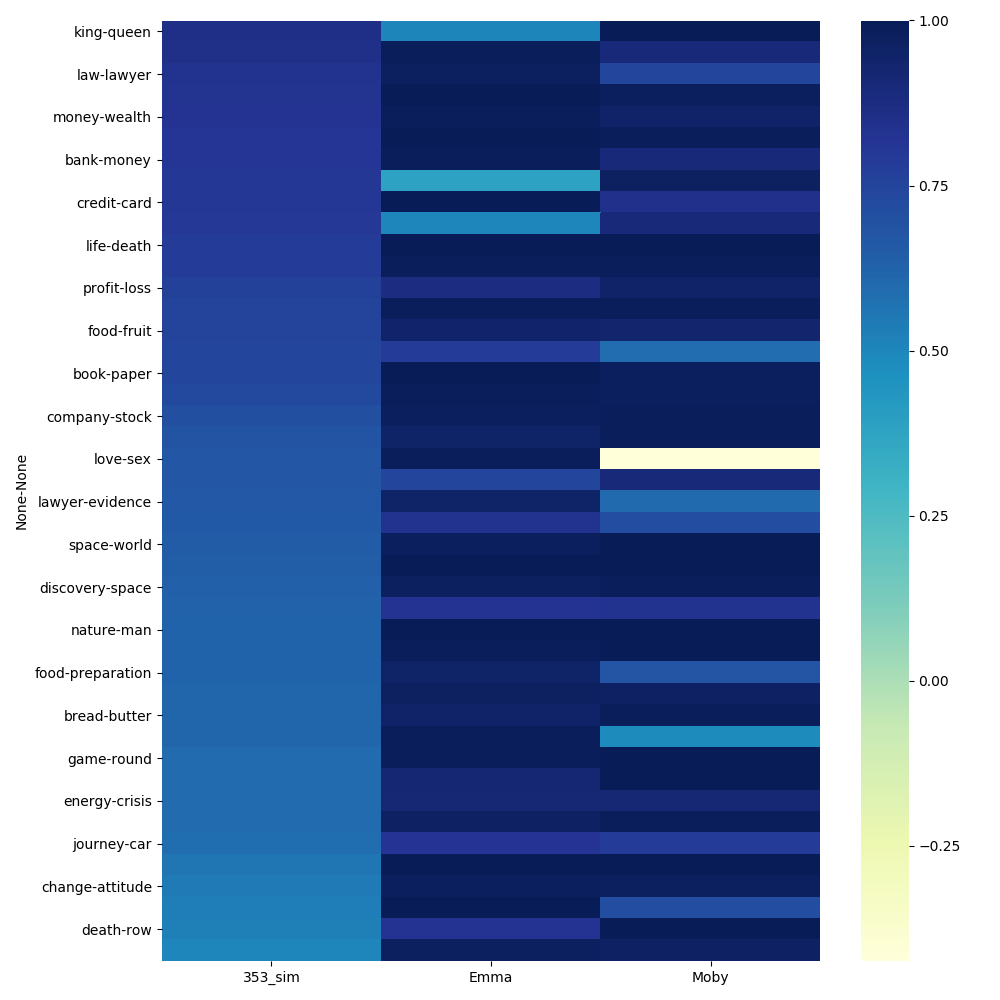 king-queen
law-lawyer
money-wealth
bank-money
credit-card
life-death
profit-loss
food-fruit
book-paper
company-stock
love-sex
lawyer-evidence
space-world
discovery-space
nature-man
food-preparation
bread-butter
game-round
energy-crisis
journey-car
change-attitude
death-row
None-None
353_sim
Emma
Moby
1.00
0.75
0.50
0.25
0.00
−0.25